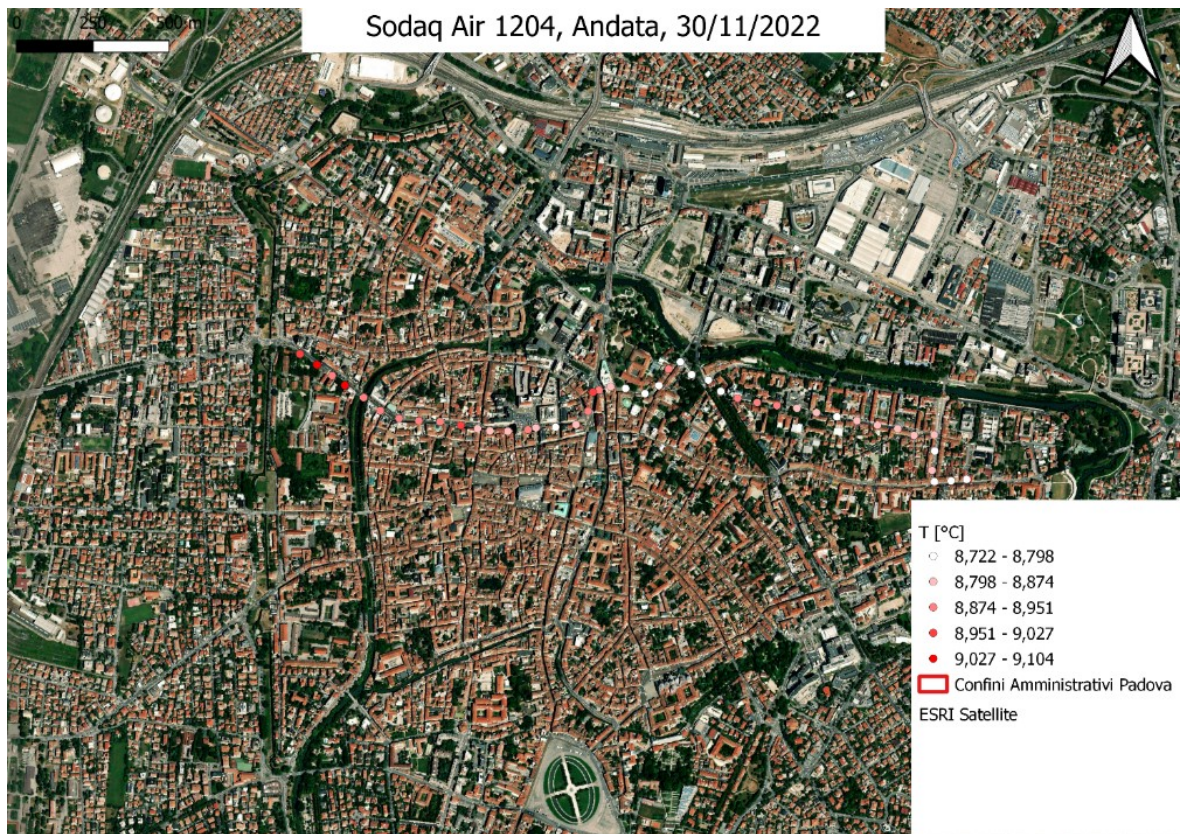 Sodaq Air 1204, Andata, 30/11/2022
0 250 500 m
T [°C]
8,722 - 8,798
8,798 - 8,874
8,874 - 8,951
8,951 - 9,027
9,027 - 9,104
Confini Amministrativi Padova
ESRI Satellite